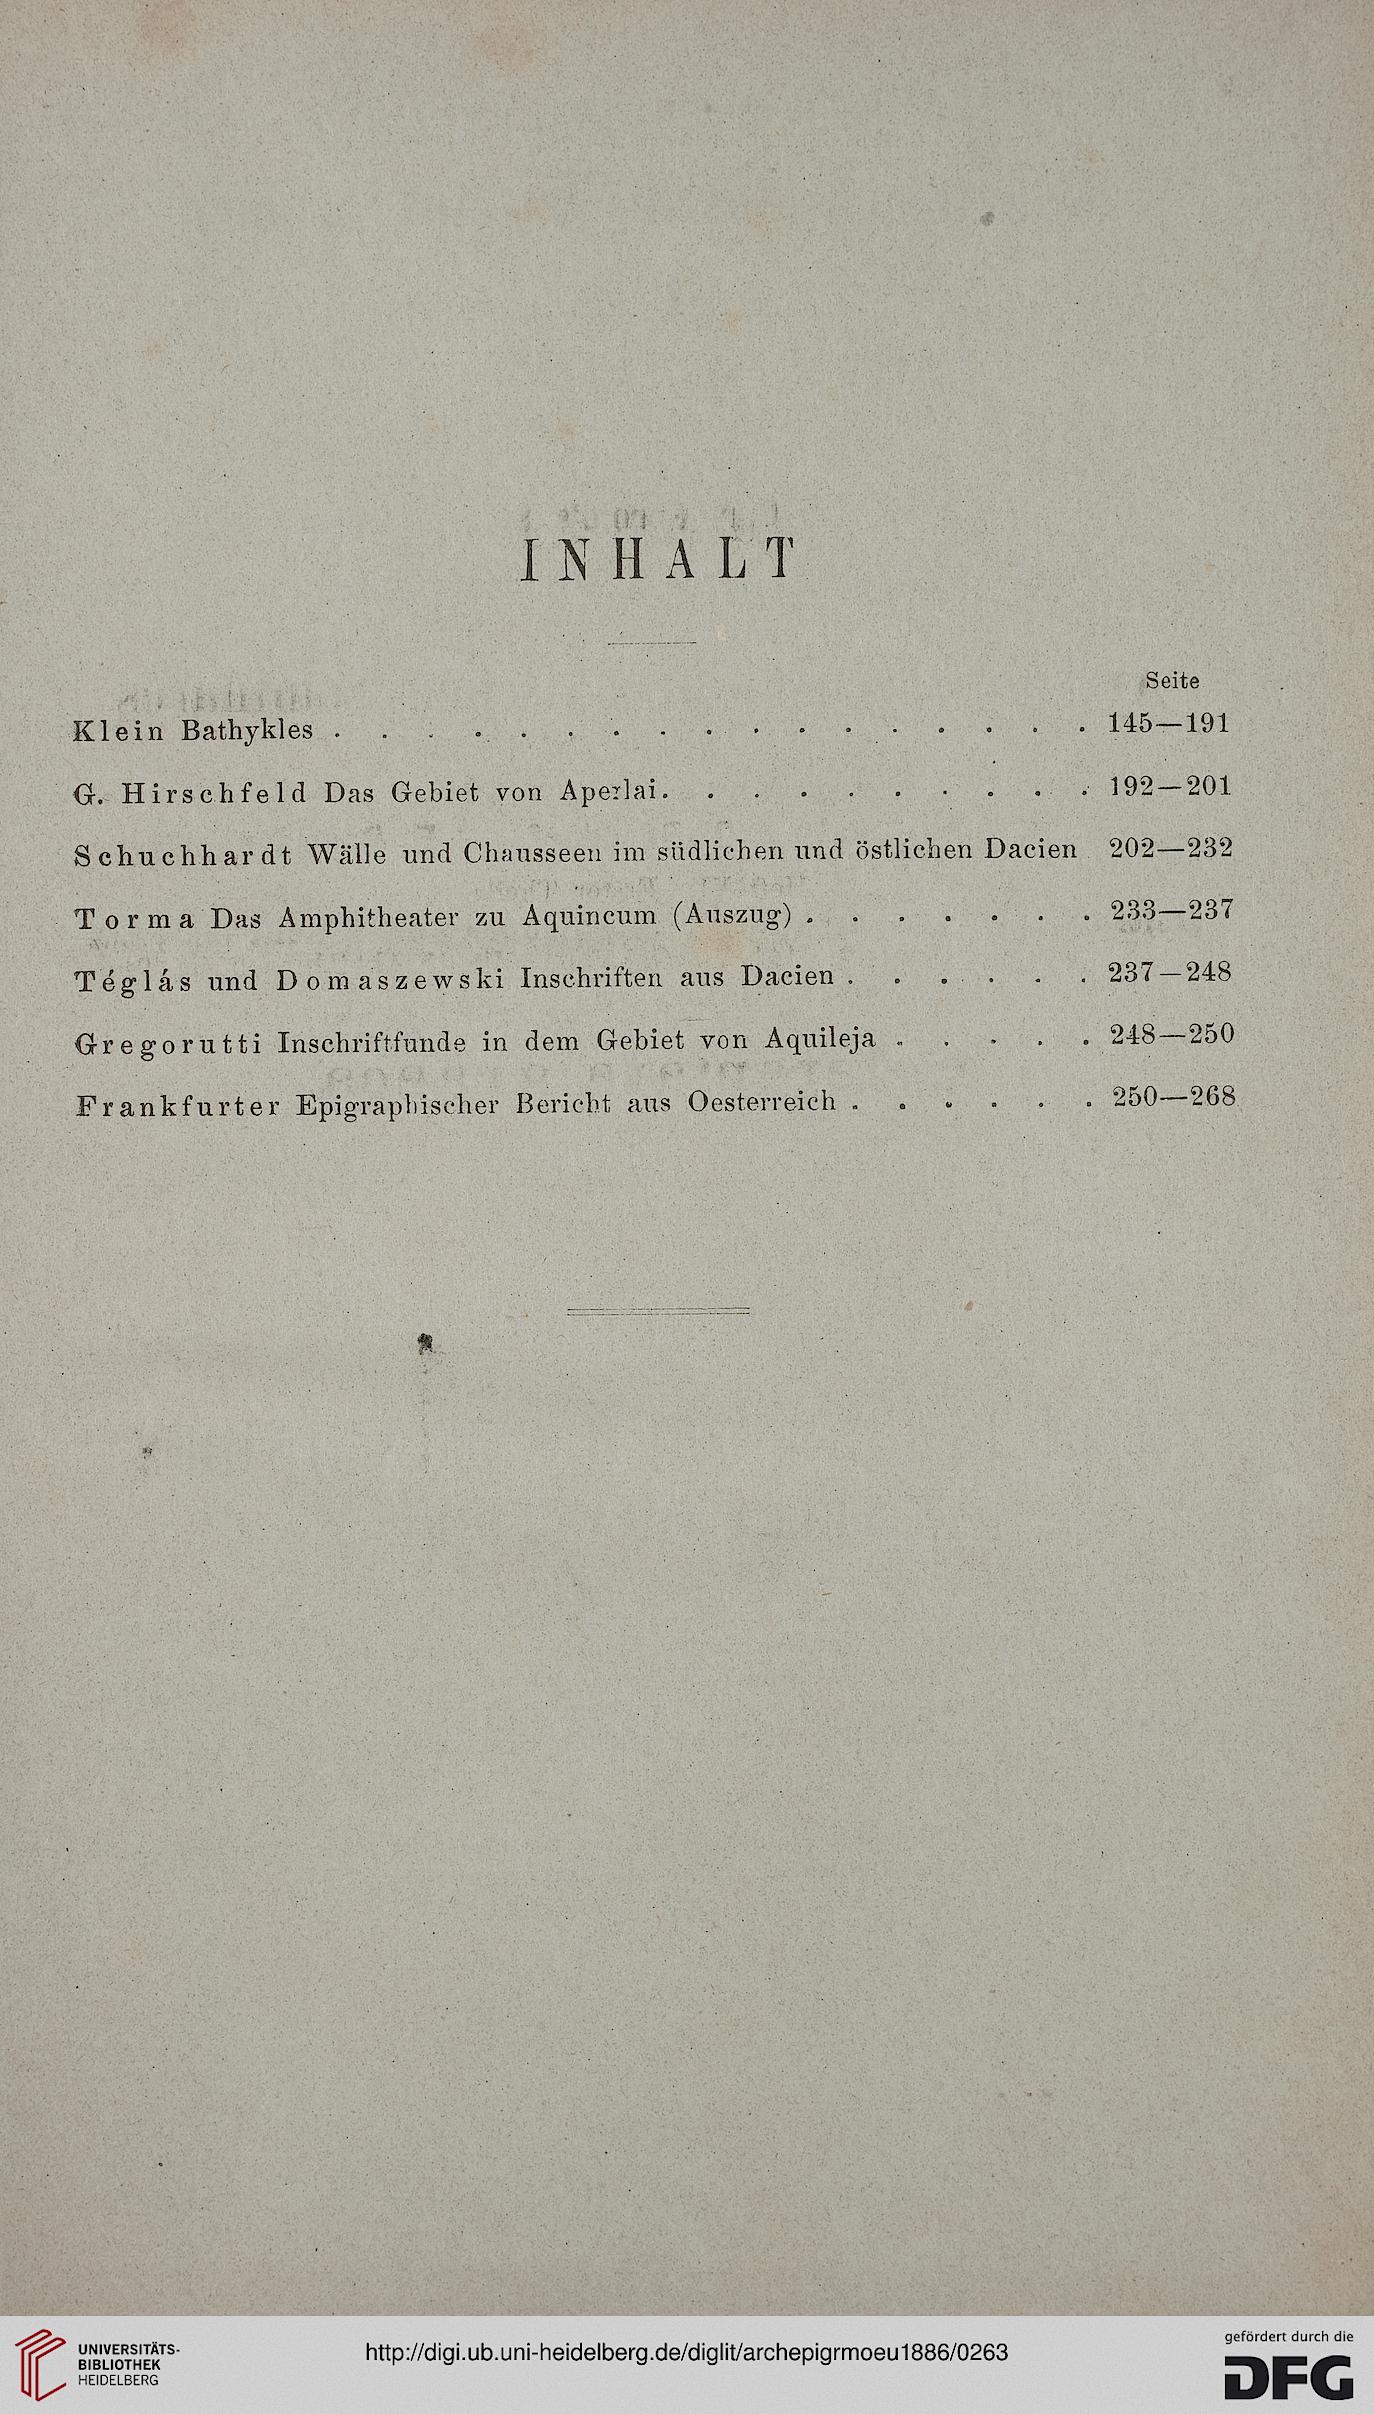 INHALT
Seite
Klein Bathykles . . . . . . . . . . . . . . . . . 145—191
G. Hirschfeld Das Gebiet von Aperlai. . . . . . . . . . 192—201
Schuchhardt Wälle und Chausseen im südlichen und östlichen Dacien 202—232
Torma Das Amphitheater zu Aquincum (Auszug) . . . . . . . 233—237
Téglás und Domaszewski Inschriften aus Dacien . . . . . . 237—248
Gregorutti Inschriftfunde in dem Gebiet von Aquileja . . . . . 248—250
Frankfurter Epigraphischer Bericht aus Oesterreich . . . . . . 250—268
UNIVERSITÄTS-
BIBLIOTHEK
HEIDELBERG
http://digi.ub.uni-heidelberg.de/diglit/archepigrmoeu1886/0263
gefördert durch die
DFG